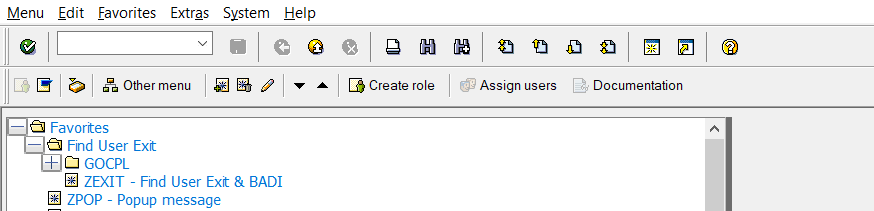 Menu Edit Favorites Extras System Help
Other menu Create role Assign users Documentation
Favorites
Find User Exit
GOCPL
ZEXIT - Find User Exit & BADI
ZPOP - Popup message